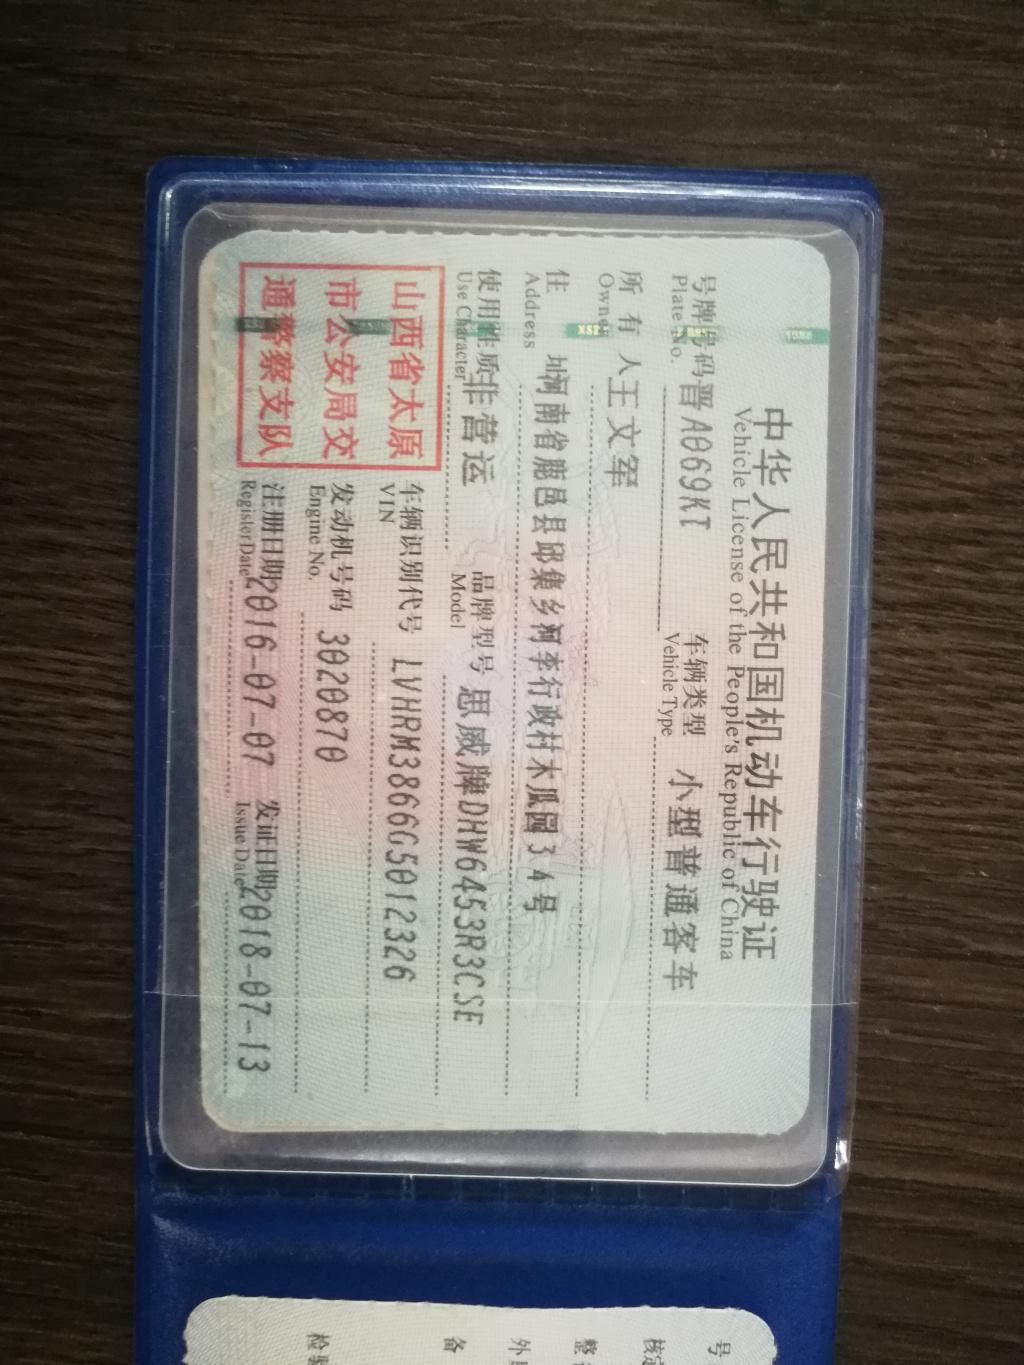 中华人民共和国机动车行驶证
Vehicle License of the People's Republic of China
号牌号码 晋A069KT 车辆类型 小型普通客车
Plate No. Vehicle Type
所有人 王文军
Owner
住址 河南省鹿邑县邱集乡河李行政村木瓜园34号
Address
使用性质 非营运 品牌型号 思威牌DHW6453R3CSE
Use Character Model
山西省太原
市公安局交
通警察支队
车辆识别代号 LVHRM3866G5012326
VIN
发动机号码 3020870
Engine No.
注册日期 2016-07-07 发证日期 2018-07-13
Register Date Issue Date
号
核定
整
外
备
检验